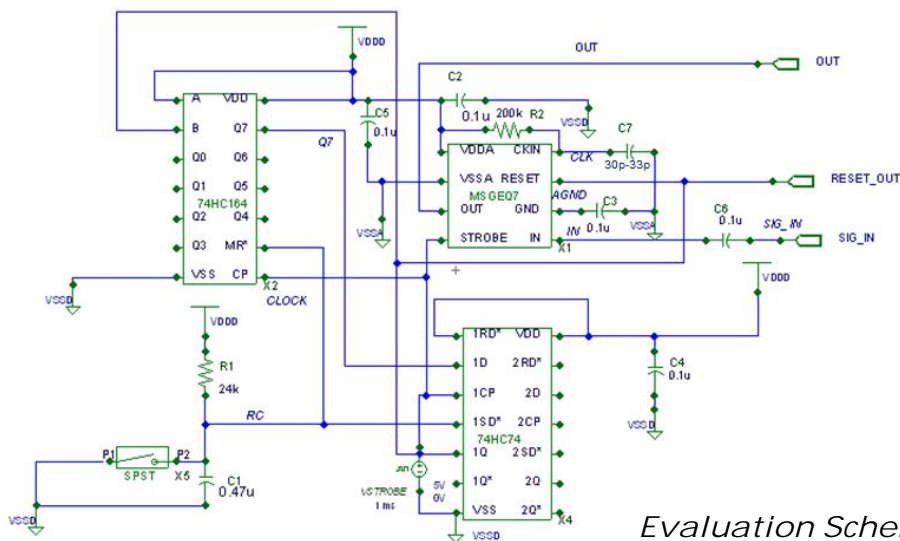 VDDD
OUT
OUT
C2
0.1u
C5
0.1u
200k R2
C7
30p-33p
VSSD
A VDD
B Q7
Q0 Q6
Q1 Q5
74HC164
Q2 Q4
Q3 MR*
VSS CP
X2
Q7
VDDA CKIN
CLK
VSSA RESET
MSGEQ7
AGND
OUT GND
STROBE IN
IN
X1
C3
0.1u
VSSA
VSSA
RESET_OUT
C6
0.1u
SIG_IN
SIG_IN
VSSD
CLOCK
VDDD
VDDD
R1
24k
RC
1RD* VDD
1D 2RD*
1CP 2D
1SD* 2CP
74HC74
1Q 2SD*
1Q* 2Q
VSS 2Q*
X4
C4
0.1u
VSSD
P1 P2
SPST X5
C1
0.47u
VSSD
VSTROBE
1 ms
5V
0V
VSSD
Evaluation Scher